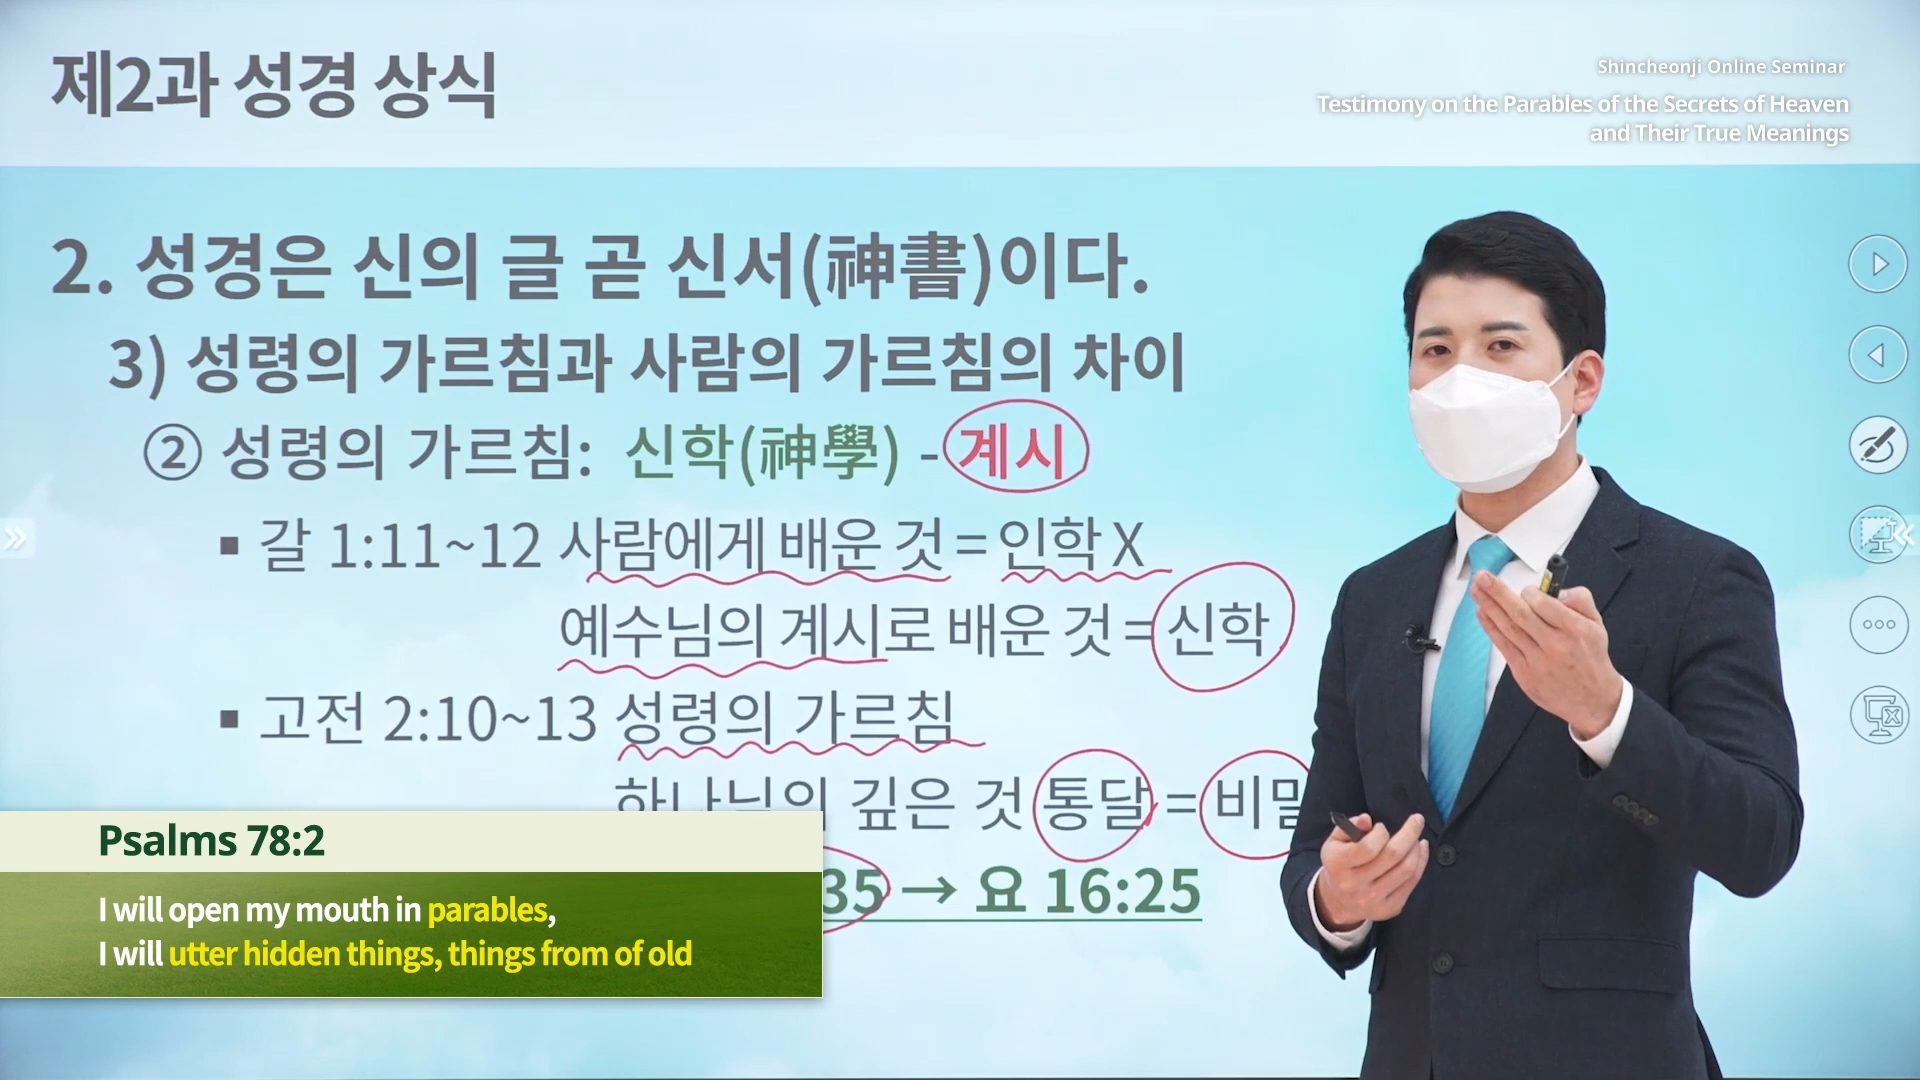 제2과 성경 상식
Shincheonji Online Seminar
Testimony on the Parables of the Secrets of Heaven
and Their True Meanings
2. 성경은 신의 글 곧 신서(神書)이다.
3) 성령의 가르침과 사람의 가르침의 차이
② 성령의 가르침: 신학(神學) - 계시
▪ 갈 1:11~12 사람에게 배운 것 = 인학 X
예수님의 계시로 배운 것 = 신학
▪ 고전 2:10~13 성령의 가르침
하나님의 깊은 것 통달 = 비밀
35 → 요 16:25
Psalms 78:2
I will open my mouth in parables,
I will utter hidden things, things from of old